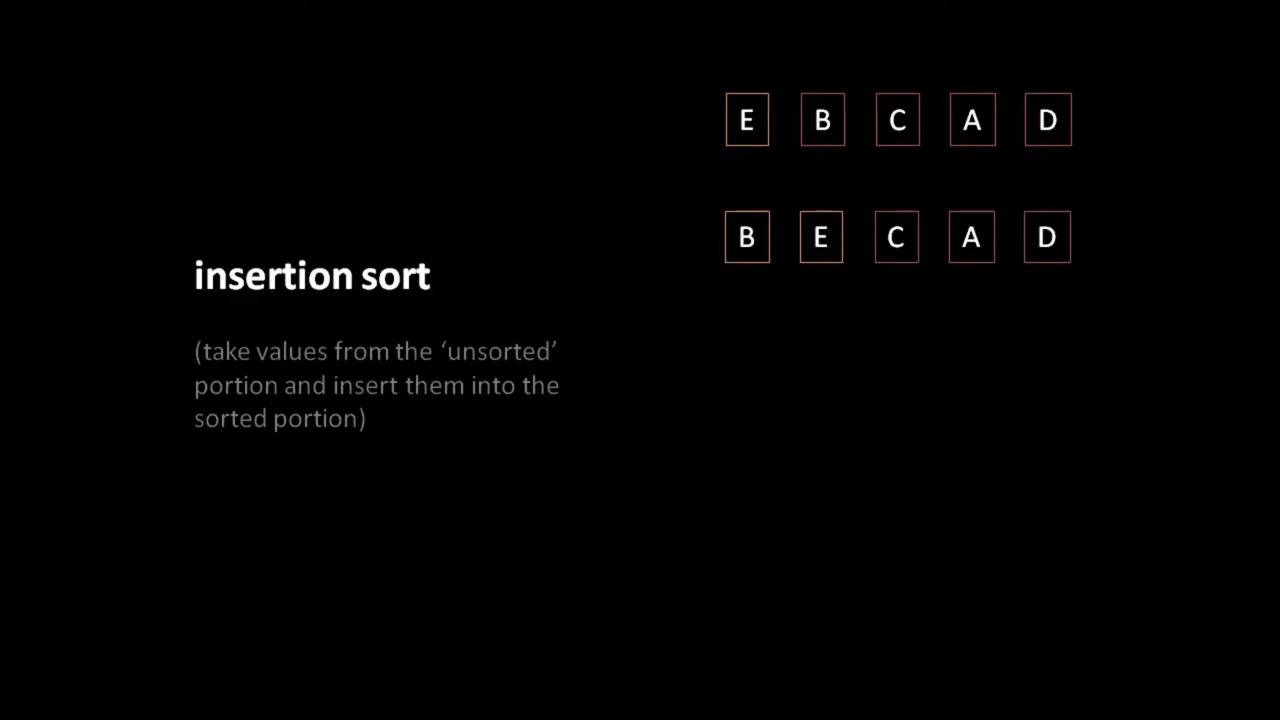 E B C A D
B E C A D
insertion sort
(take values from the ‘unsorted’
portion and insert them into the
sorted portion)